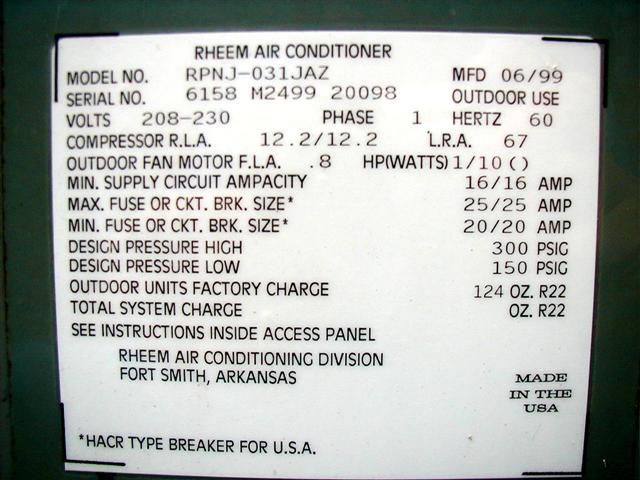 RHEEM AIR CONDITIONER
MODEL NO. RPNJ-031JAZ MFD 06/99
SERIAL NO. 6158 M2499 20098 OUTDOOR USE
VOLTS 208-230 PHASE 1 HERTZ 60
COMPRESSOR R.L.A. 12.2/12.2 L.R.A. 67
OUTDOOR FAN MOTOR F.L.A. .8 HP(WATTS) 1/10 ()
MIN. SUPPLY CIRCUIT AMPACITY 16/16 AMP
MAX. FUSE OR CKT. BRK. SIZE* 25/25 AMP
MIN. FUSE OR CKT. BRK. SIZE* 20/20 AMP
DESIGN PRESSURE HIGH 300 PSIG
DESIGN PRESSURE LOW 150 PSIG
OUTDOOR UNITS FACTORY CHARGE 124 OZ. R22
TOTAL SYSTEM CHARGE OZ. R22
SEE INSTRUCTIONS INSIDE ACCESS PANEL
RHEEM AIR CONDITIONING DIVISION
FORT SMITH, ARKANSAS
MADE
IN THE
USA
*HACR TYPE BREAKER FOR U.S.A.